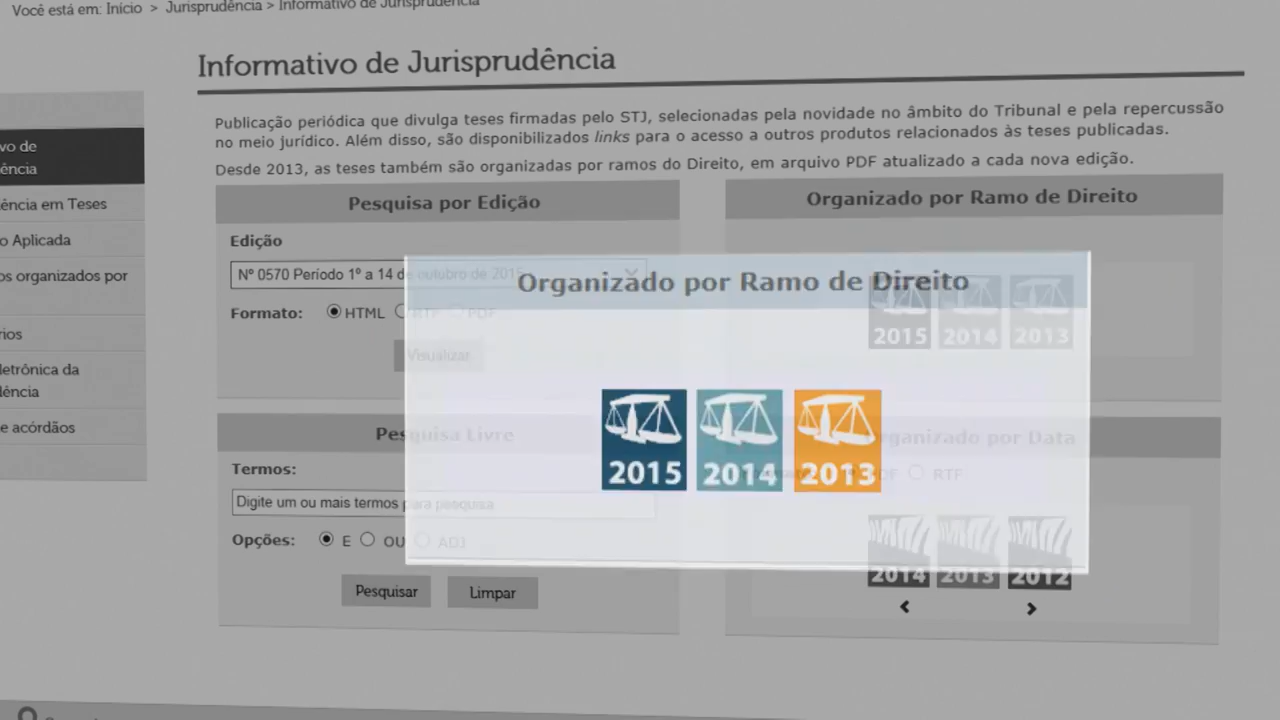 Você está em: Início > Jurisprudência > Informativo de Jurisprudência
Informativo de Jurisprudência
Publicação periódica que divulga teses firmadas pelo STJ, selecionadas pela novidade no âmbito do Tribunal e pela repercussão
no meio jurídico. Além disso, são disponibilizados links para o acesso a outros produtos relacionados às teses publicadas.
Desde 2013, as teses também são organizadas por ramos do Direito, em arquivo PDF atualizado a cada nova edição.
vo de
ência
ência em Teses
o Aplicada
os organizados por
rios
letrônica da
dência
e acórdãos
Pesquisa por Edição
Edição
Nº 0570 Período 1º a 14 de outubro de 2015
Formato: HTML RTF PDF
Visualizar
Pesquisa Livre
Termos:
Digite um ou mais termos para pesquisa
Opções: E OU ADJ
Pesquisar Limpar
Organizado por Ramo de Direito
2015 2014 2013
Organizado por Ramo de Direito
2015 2014 2013
rganizado por Data
DF RTF
2014 2013 2012